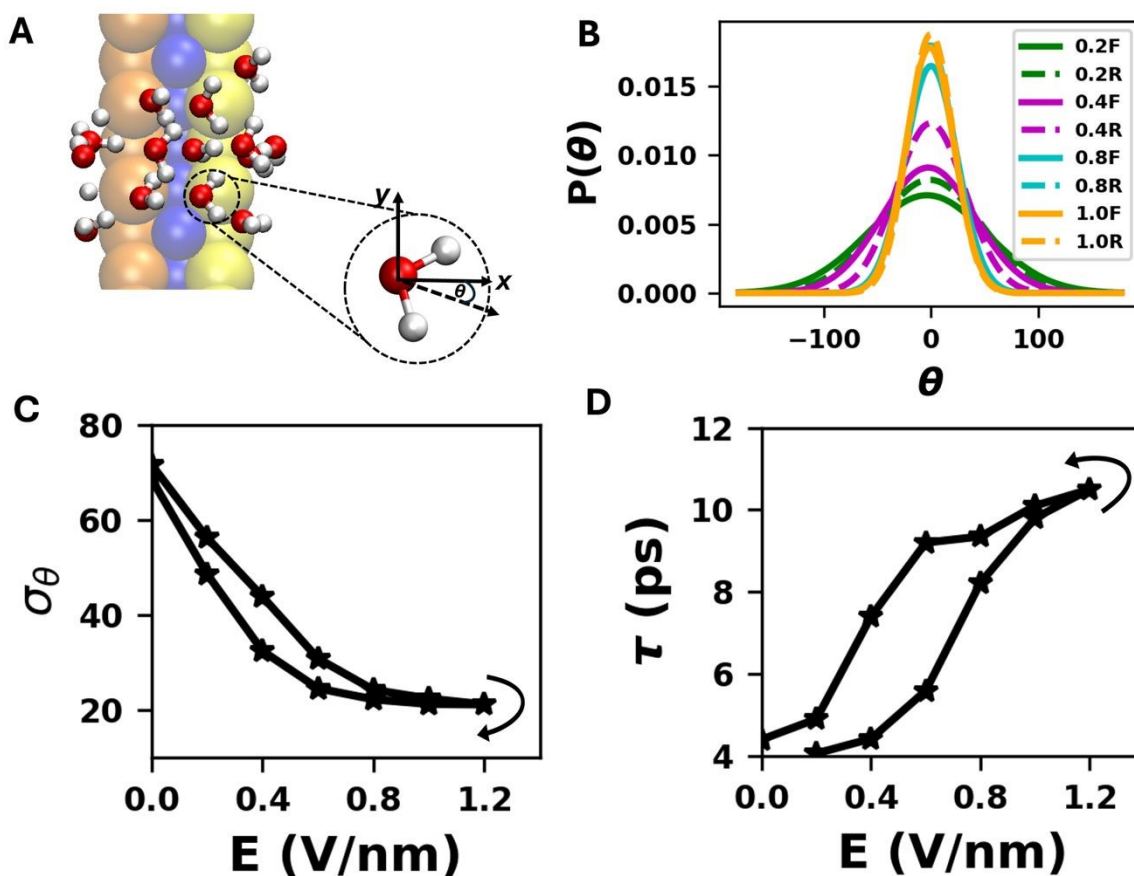 A
y
x
θ
B
P(θ)
0.015
0.010
0.005
0.000
−100
0
100
θ
0.2F
0.2R
0.4F
0.4R
0.8F
0.8R
1.0F
1.0R
C
σθ
80
60
40
20
0.0
0.4
0.8
1.2
E (V/nm)
D
τ (ps)
12
10
8
6
4
0.0
0.4
0.8
1.2
E (V/nm)